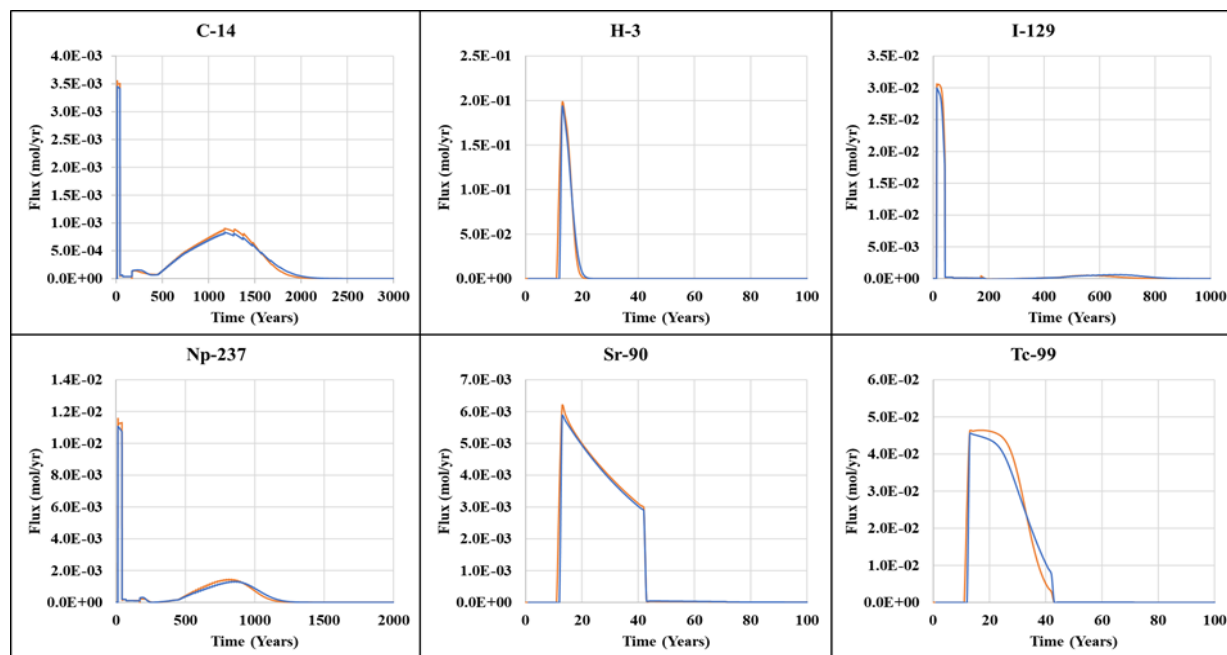 C-14
4.0E-03
3.5E-03
3.0E-03
2.5E-03
2.0E-03
1.5E-03
1.0E-03
5.0E-04
0.0E+00
Flux (mol/yr)
0 500 1000 1500 2000 2500 3000
Time (Years)
H-3
2.5E-01
2.0E-01
1.5E-01
1.0E-01
5.0E-02
0.0E+00
Flux (mol/yr)
0 20 40 60 80 100
Time (Years)
I-129
3.5E-02
3.0E-02
2.5E-02
2.0E-02
1.5E-02
1.0E-02
5.0E-03
0.0E+00
Flux (mol/yr)
0 200 400 600 800 1000
Time (Years)
Np-237
1.4E-02
1.2E-02
1.0E-02
8.0E-03
6.0E-03
4.0E-03
2.0E-03
0.0E+00
Flux (mol/yr)
0 500 1000 1500 2000
Time (Years)
Sr-90
7.0E-03
6.0E-03
5.0E-03
4.0E-03
3.0E-03
2.0E-03
1.0E-03
0.0E+00
Flux (mol/yr)
0 20 40 60 80 100
Time (Years)
Tc-99
6.0E-02
5.0E-02
4.0E-02
3.0E-02
2.0E-02
1.0E-02
0.0E+00
Flux (mol/yr)
0 20 40 60 80 100
Time (Years)